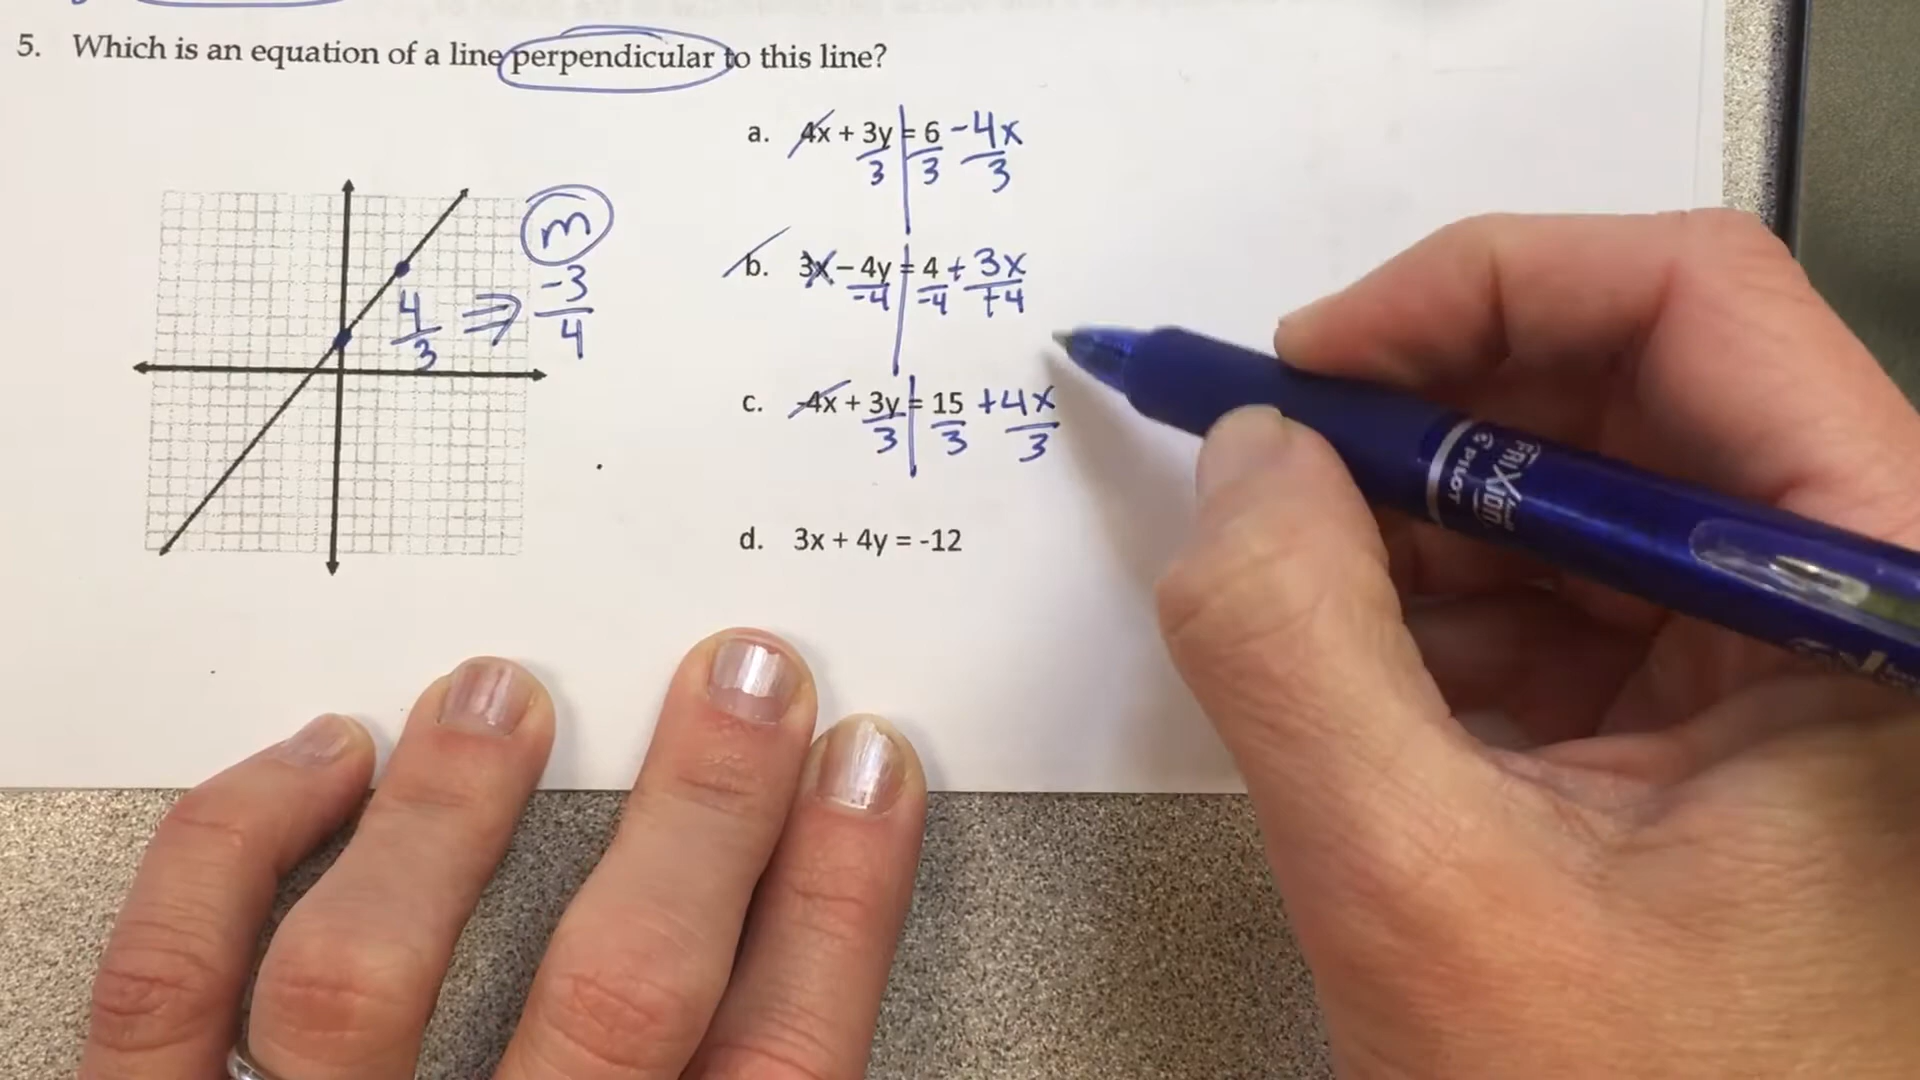 5. Which is an equation of a line perpendicular to this line?
a. 4x + 3y = 6 - 4x
3 3 3
m
b. 3x - 4y = 4 + 3x
-4 -4 +4
-3
4
4 ⇒
3
c. -4x + 3y = 15 + 4x
3 3 3
d. 3x + 4y = -12
FRIXION
PILOT